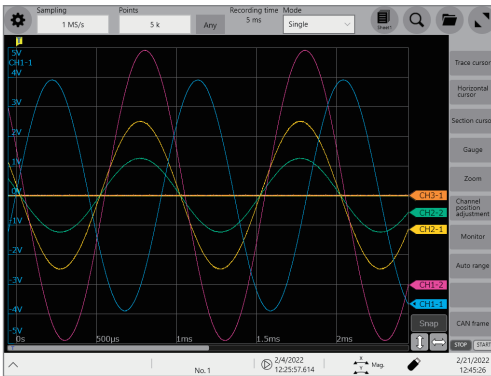 Sampling
1 MS/s
Points
5 k
Any
Recording time
5 ms
Mode
Single
Sheet1
5V
CH1-1
4V
3V
2V
1V
0V
-1V
-2V
-3V
-4V
-5V
0s
500μs
1ms
1.5ms
2ms
CH3-1
CH2-2
CH2-1
CH1-2
CH1-1
Snap
Trace cursor
Horizontal
cursor
Section curso
Gauge
Zoom
Channel
position
adjustment
Monitor
Auto range
CAN frame
STOP
START
No. 1
2/4/2022
12:25:57.614
X
Y
Mag.
2/21/2022
12:45:26